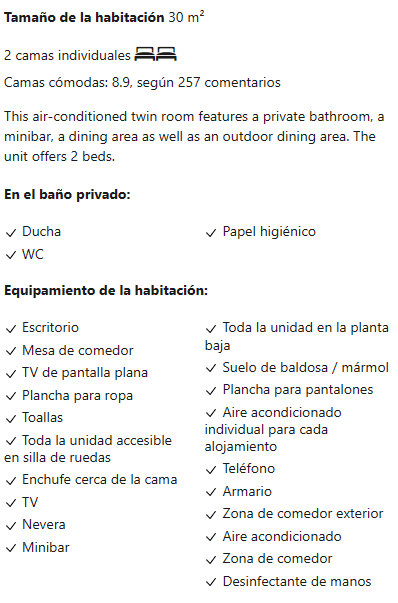 Tamaño de la habitación 30 m²
2 camas individuales
Camas cómodas: 8.9, según 257 comentarios
This air-conditioned twin room features a private bathroom, a
minibar, a dining area as well as an outdoor dining area. The
unit offers 2 beds.
En el baño privado:
Ducha
WC
Papel higiénico
Equipamiento de la habitación:
Escritorio
Mesa de comedor
TV de pantalla plana
Plancha para ropa
Toallas
Toda la unidad accesible
en silla de ruedas
Enchufe cerca de la cama
TV
Nevera
Minibar
Toda la unidad en la planta
baja
Suelo de baldosa / mármol
Plancha para pantalones
Aire acondicionado
individual para cada
alojamiento
Teléfono
Armario
Zona de comedor exterior
Aire acondicionado
Zona de comedor
Desinfectante de manos